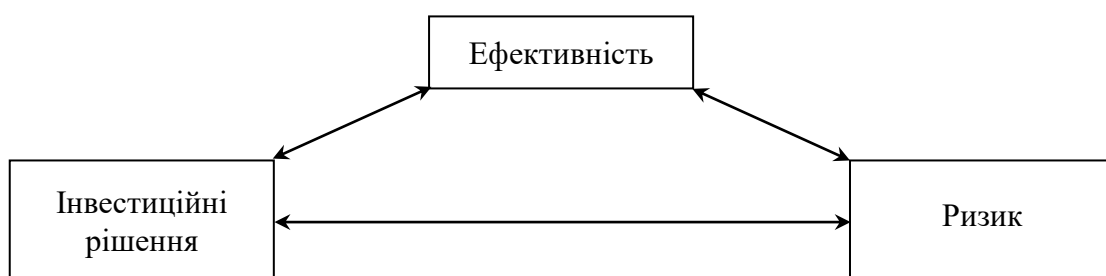 Ефективність
Інвестиційні
рішення
Ризик